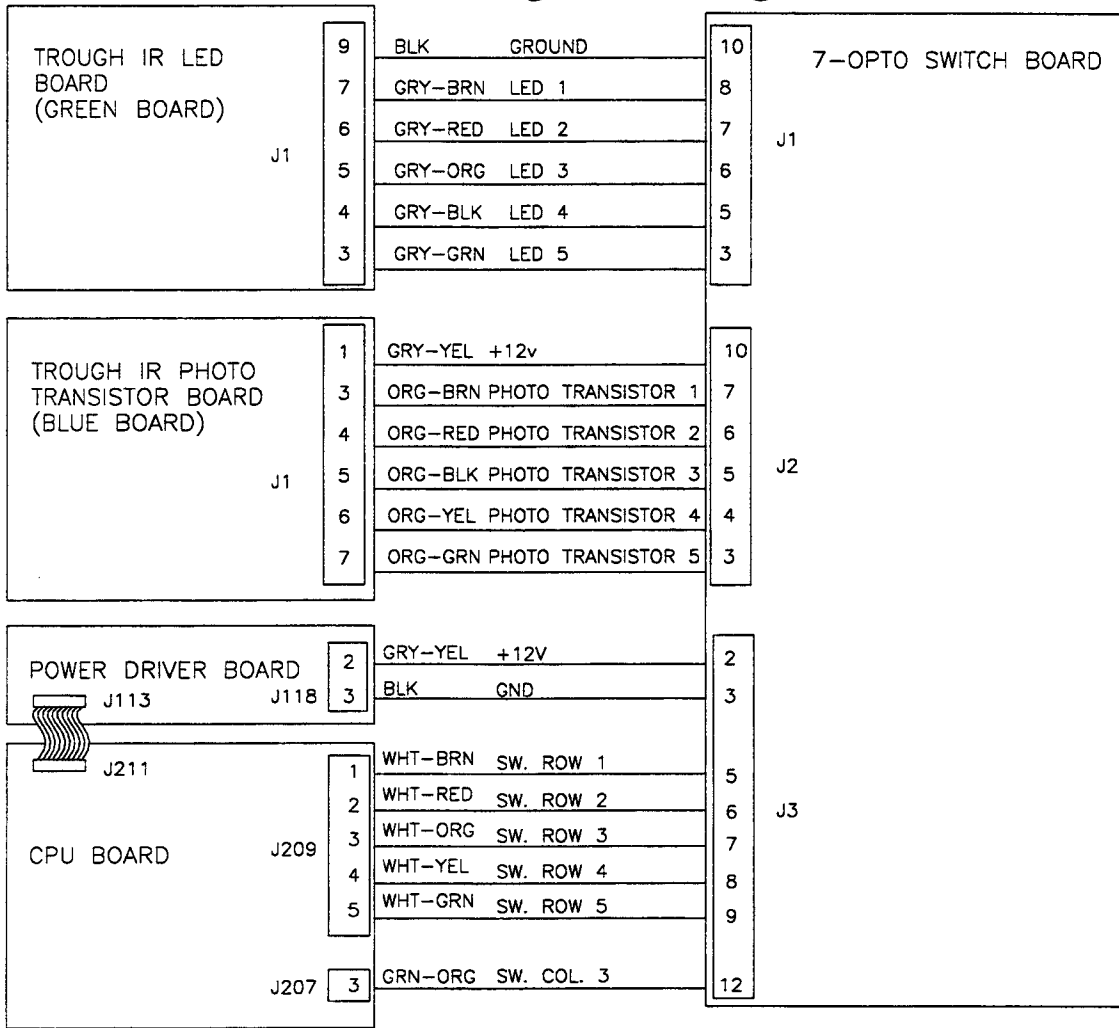 TROUGH IR LED
BOARD
(GREEN BOARD)
J1
9 BLK GROUND 10
7 GRY-BRN LED 1 8
6 GRY-RED LED 2 7
5 GRY-ORG LED 3 6
4 GRY-BLK LED 4 5
3 GRY-GRN LED 5 3
7-OPTO SWITCH BOARD
J1
TROUGH IR PHOTO
TRANSISTOR BOARD
(BLUE BOARD)
J1
1 GRY-YEL +12v 10
3 ORG-BRN PHOTO TRANSISTOR 1 7
4 ORG-RED PHOTO TRANSISTOR 2 6
5 ORG-BLK PHOTO TRANSISTOR 3 5
6 ORG-YEL PHOTO TRANSISTOR 4 4
7 ORG-GRN PHOTO TRANSISTOR 5 3
J2
POWER DRIVER BOARD
J113
J118
2 GRY-YEL +12V 2
3 BLK GND 3
J211
CPU BOARD
J209
1 WHT-BRN SW. ROW 1 5
2 WHT-RED SW. ROW 2 6
3 WHT-ORG SW. ROW 3 7
4 WHT-YEL SW. ROW 4 8
5 WHT-GRN SW. ROW 5 9
J3
J207 3 GRN-ORG SW. COL. 3 12